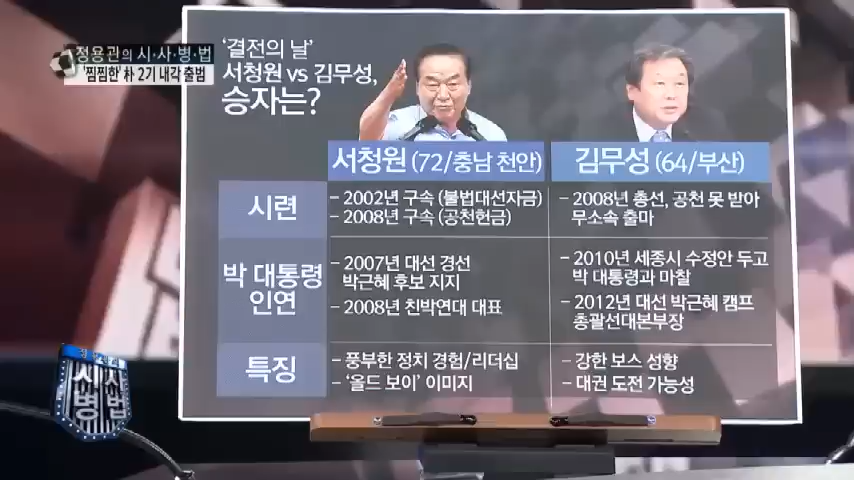 정용관의 시·사·병·법
'찜찜한' 朴 2기 내각 출범
'결전의 날'
서청원 vs 김무성,
승자는?
서청원 (72/충남 천안)
김무성 (64/부산)
시련
- 2002년 구속 (불법대선자금)
- 2008년 구속 (공천헌금)
- 2008년 총선, 공천 못 받아
무소속 출마
박 대통령
인연
- 2007년 대선 경선
박근혜 후보 지지
- 2008년 친박연대 대표
- 2010년 세종시 수정안 두고
박 대통령과 마찰
- 2012년 대선 박근혜 캠프
총괄선대본부장
특징
- 풍부한 정치 경험/리더십
- '올드 보이' 이미지
- 강한 보스 성향
- 대권 도전 가능성
시사
병법